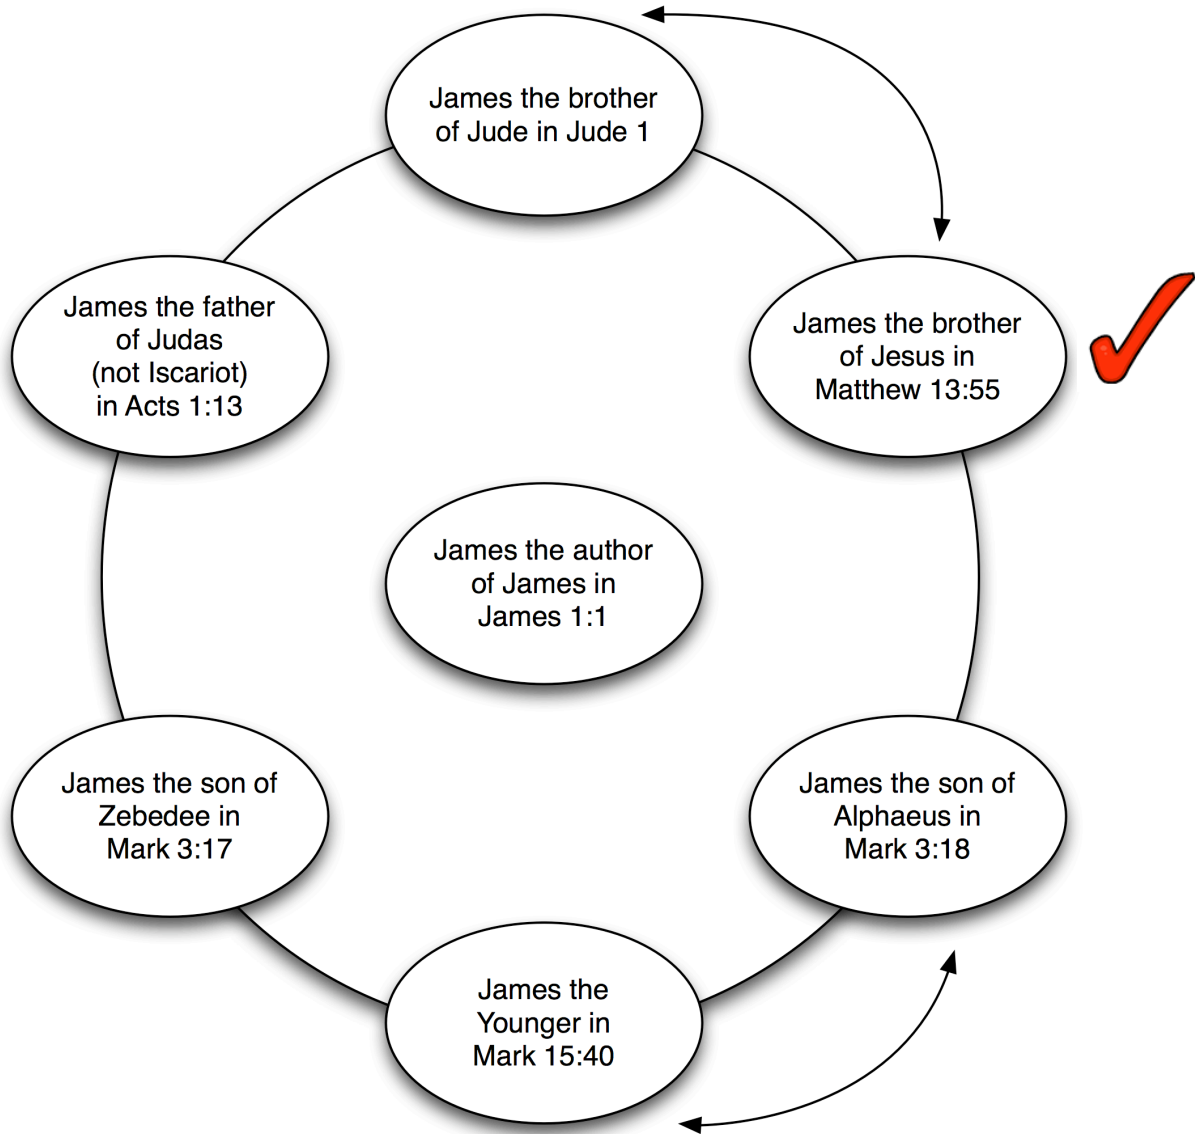 James the brother
of Jude in Jude 1
James the father
of Judas
(not Iscariot)
in Acts 1:13
James the brother
of Jesus in
Matthew 13:55
James the author
of James in
James 1:1
James the son of
Zebedee in
Mark 3:17
James the son of
Alphaeus in
Mark 3:18
James the
Younger in
Mark 15:40